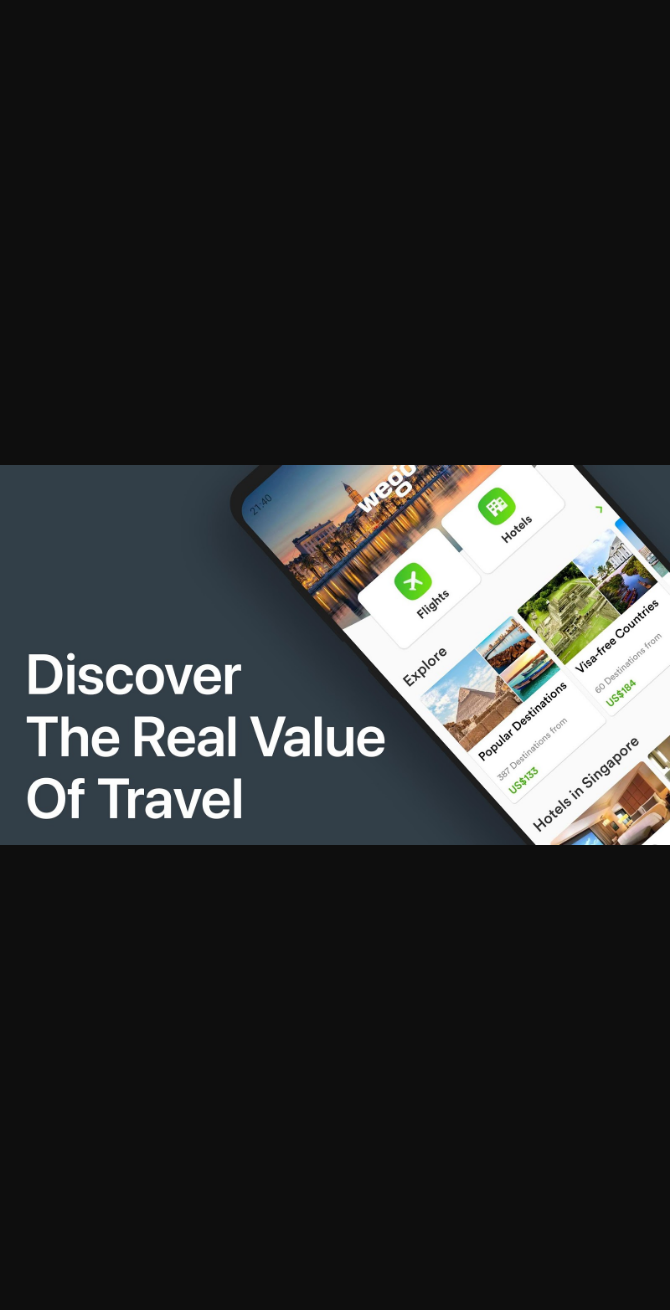 Discover
The Real Value
Of Travel
21:40
wego
Flights
Hotels
Explore
Popular Destinations
387 Destinations from
US$133
Visa-free Countries
60 Destinations from
US$184
Hotels in Singapore